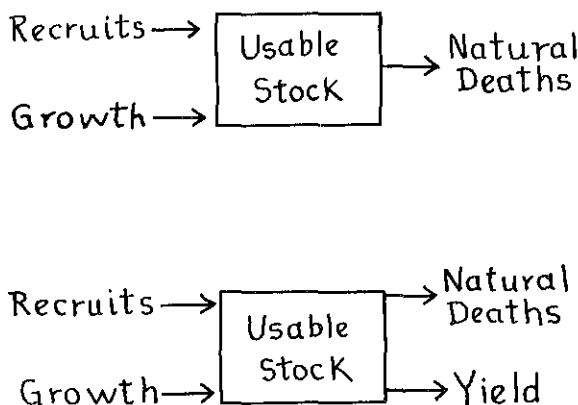 Recruits
Usable
Stock
Natural
Deaths
Growth
Recruits
Usable
Stock
Natural
Deaths
Growth
Yield